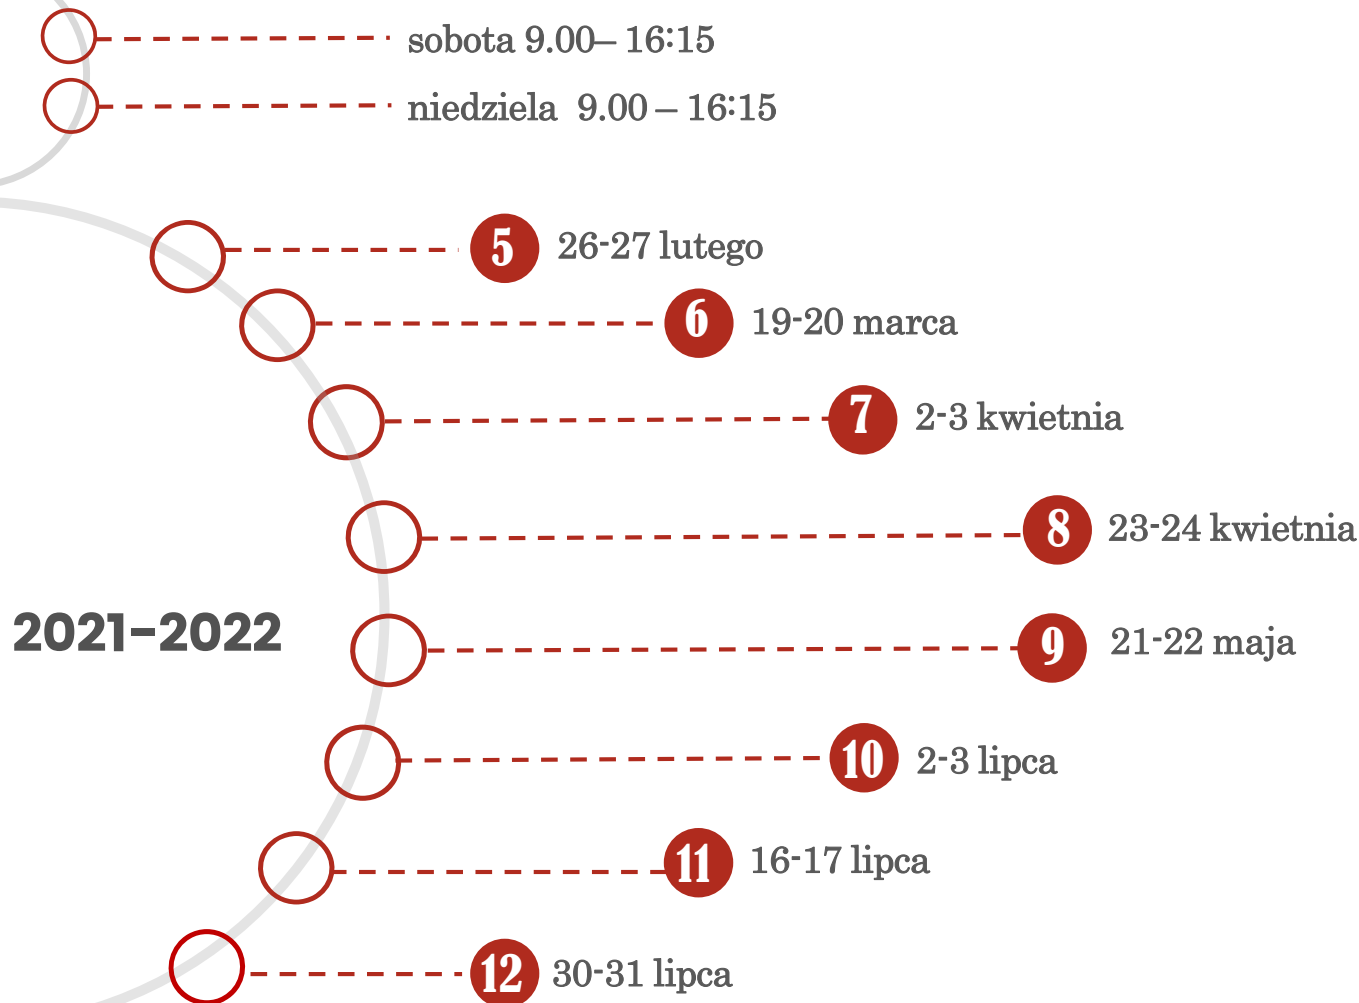 sobota 9.00– 16:15
niedziela 9.00 – 16:15
5 26-27 lutego
6 19-20 marca
7 2-3 kwietnia
8 23-24 kwietnia
2021-2022
9 21-22 maja
10 2-3 lipca
11 16-17 lipca
12 30-31 lipca